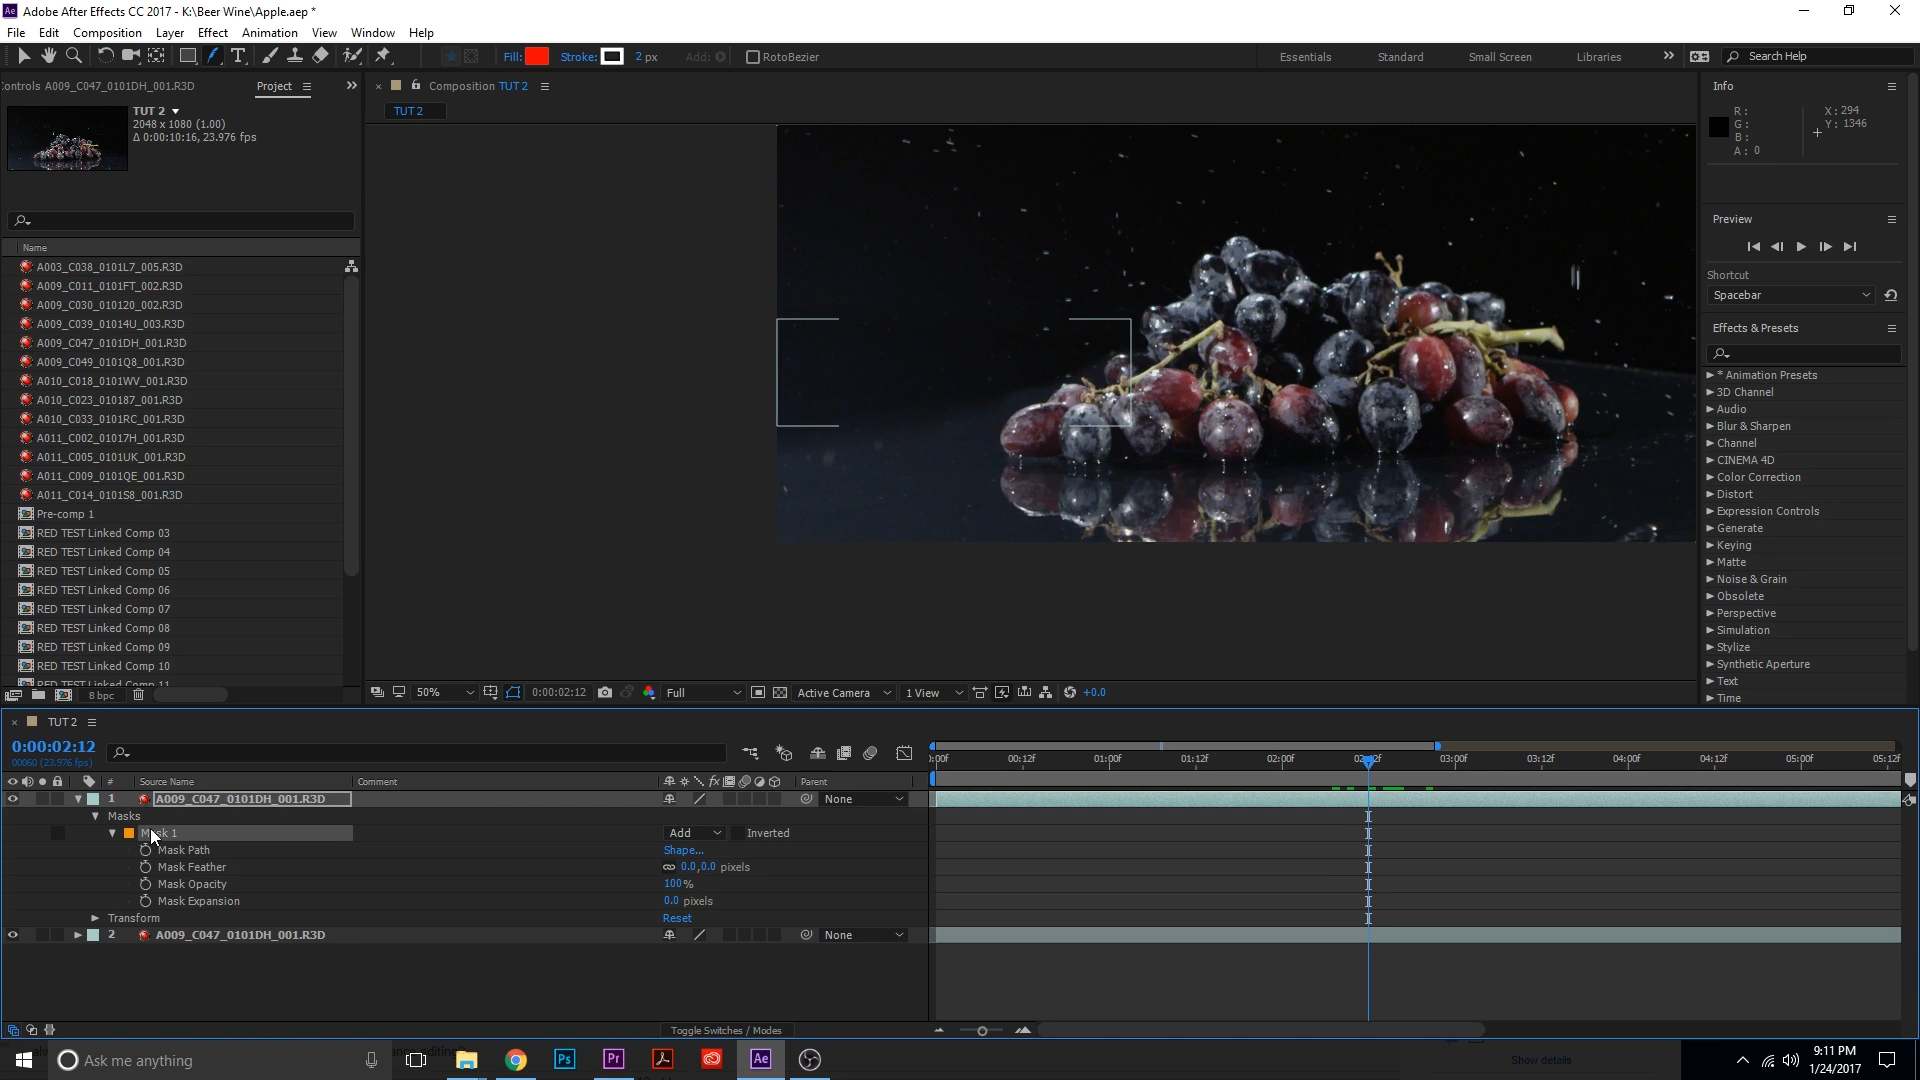 Adobe After Effects CC 2017 - K:\Beer Wine\Apple.aep *
File Edit Composition Layer Effect Animation View Window Help
Fill: Stroke: 2 px Add: RotoBezier Essentials Standard Small Screen Libraries Search Help
Controls A009_C047_0101DH_001.R3D Project
TUT 2
2048 x 1080 (1.00)
Δ 0:00:10:16, 23.976 fps
Name
A003_C038_0101L7_005.R3D
A009_C011_0101FT_002.R3D
A009_C030_010120_002.R3D
A009_C039_01014U_003.R3D
A009_C047_0101DH_001.R3D
A009_C049_0101Q8_001.R3D
A010_C018_0101WV_001.R3D
A010_C023_010187_001.R3D
A010_C033_0101RC_001.R3D
A011_C002_01017H_001.R3D
A011_C005_0101UK_001.R3D
A011_C009_0101QE_001.R3D
A011_C014_0101S8_001.R3D
Pre-comp 1
RED TEST Linked Comp 03
RED TEST Linked Comp 04
RED TEST Linked Comp 05
RED TEST Linked Comp 06
RED TEST Linked Comp 07
RED TEST Linked Comp 08
RED TEST Linked Comp 09
RED TEST Linked Comp 10
RED TEST Linked Comp 11
8 bpc
Composition TUT 2
TUT 2
50% 0:00:02:12 Full Active Camera 1 View +0.0
Info
R: X: 294
G: Y: 1346
B:
A: 0
Preview
Shortcut
Spacebar
Effects & Presets
* Animation Presets
3D Channel
Audio
Blur & Sharpen
Channel
CINEMA 4D
Color Correction
Distort
Expression Controls
Generate
Keying
Matte
Noise & Grain
Obsolete
Perspective
Simulation
Stylize
Synthetic Aperture
Text
Time
TUT 2
0:00:02:12
00060 (23.976 fps)
:00f 00:12f 01:00f 01:12f 02:00f 03:00f 03:12f 04:00f 04:12f 05:00f 05:12f
# Source Name Comment Parent
1 A009_C047_0101DH_001.R3D None
Masks
Mask 1 Add Inverted
Mask Path Shape...
Mask Feather 0.0,0.0 pixels
Mask Opacity 100%
Mask Expansion 0.0 pixels
Transform Reset
2 A009_C047_0101DH_001.R3D None
Toggle Switches / Modes
Ask me anything
Ps Pr Ae
Show details
9:11 PM
1/24/2017